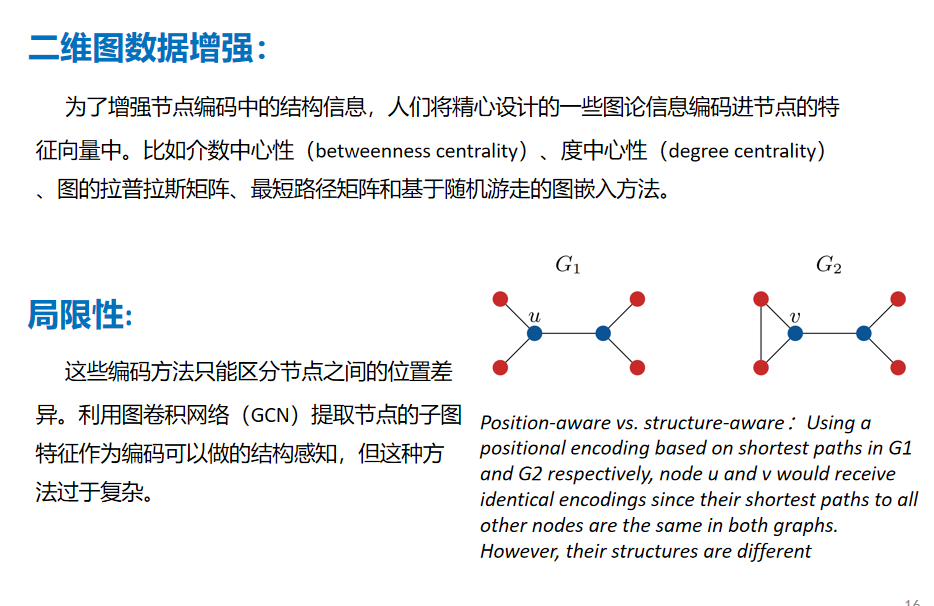 二维图数据增强：
为了增强节点编码中的结构信息，人们将精心设计的一些图论信息编码进节点的特
征向量中。比如介数中心性（betweenness centrality）、度中心性（degree centrality）
、图的拉普拉斯矩阵、最短路径矩阵和基于随机游走的图嵌入方法。
局限性:
这些编码方法只能区分节点之间的位置差
异。利用图卷积网络（GCN）提取节点的子图
特征作为编码可以做的结构感知，但这种方
法过于复杂。
G1
G2
u
v
Position-aware vs. structure-aware：Using a
positional encoding based on shortest paths in G1
and G2 respectively, node u and v would receive
identical encodings since their shortest paths to all
other nodes are the same in both graphs.
However, their structures are different
16